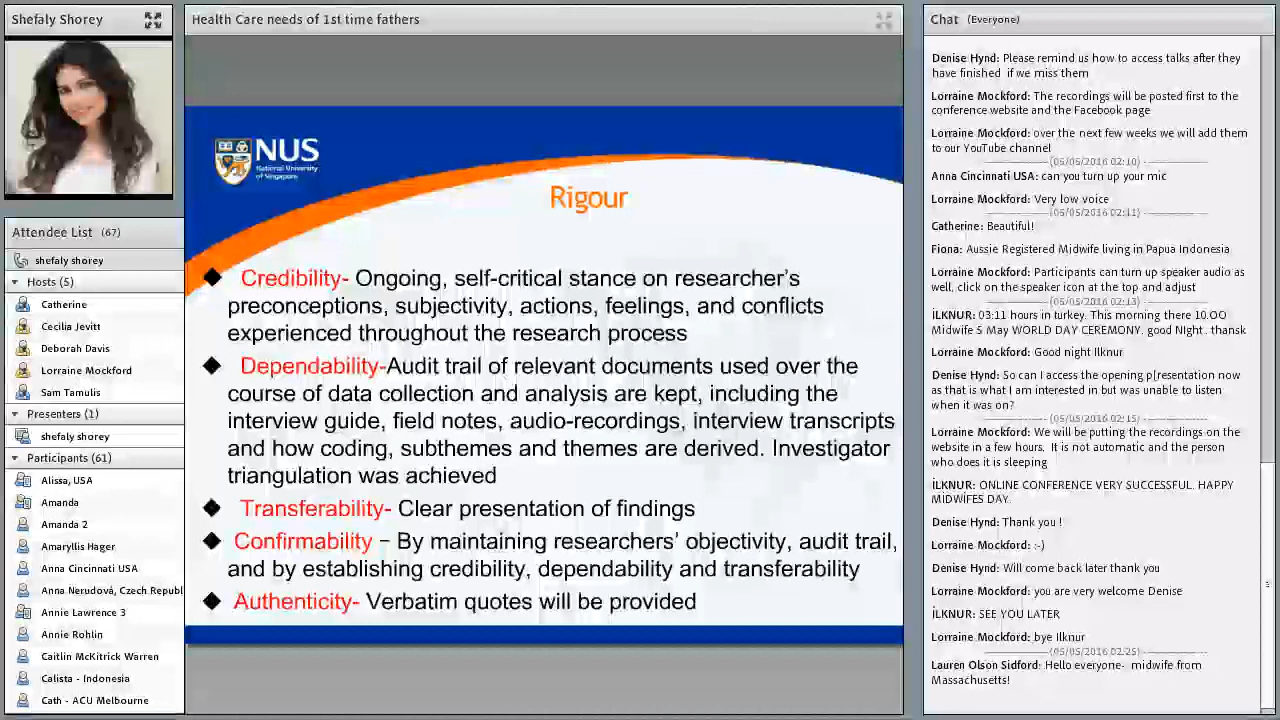 Shefaly Shorey
Attendee List (67)
shefaly shorey
Hosts (5)
Catherine
Cecilia Jevitt
Deborah Davis
Lorraine Mockford
Sam Tamulis
Presenters (1)
shefaly shorey
Participants (61)
Alissa, USA
Amanda
Amanda 2
Amaryllis Hager
Anna Cincinnati USA
Anna Nerudová, Czech Republ
Annie Lawrence 3
Annie Rohlin
Caitlin McKitrick Warren
Calista - Indonesia
Cath - ACU Melbourne
Health Care needs of 1st time fathers
NUS
National University
of Singapore
Rigour
◆ Credibility- Ongoing, self-critical stance on researcher's
preconceptions, subjectivity, actions, feelings, and conflicts
experienced throughout the research process
◆ Dependability-Audit trail of relevant documents used over the
course of data collection and analysis are kept, including the
interview guide, field notes, audio-recordings, interview transcripts
and how coding, subthemes and themes are derived. Investigator
triangulation was achieved
◆ Transferability- Clear presentation of findings
◆ Confirmability – By maintaining researchers' objectivity, audit trail,
and by establishing credibility, dependability and transferability
◆ Authenticity- Verbatim quotes will be provided
Chat (Everyone)
Denise Hynd: Please remind us how to access talks after they
have finished if we miss them
Lorraine Mockford: The recordings will be posted first to the
conference website and the Facebook page
Lorraine Mockford: over the next few weeks we will add them
to our YouTube channel
(05/05/2016 02:10)
Anna Cincinnati USA: can you turn up your mic
Lorraine Mockford: Very low voice
(05/05/2016 02:11)
Catherine: Beautiful!
Fiona: Aussie Registered Midwife living in Papua Indonesia
Lorraine Mockford: Participants can turn up speaker audio as
well, click on the speaker icon at the top and adjust
(05/05/2016 02:13)
İLKNUR: 03:11 hours in turkey. This morning there 10.OO
Midwife 5 May WORLD DAY CEREMONY. good Night. thansk
Lorraine Mockford: Good night Ilknur
Denise Hynd: So can I access the opening p[resentation now
as that is what I am interested in but was unable to listen
when it was on?
(05/05/2016 02:15)
Lorraine Mockford: We will be putting the recordings on the
website in a few hours. It is not automatic and the person
who does it is sleeping
İLKNUR: ONLINE CONFERENCE VERY SUCCESSFUL. HAPPY
MIDWIFES DAY.
Denise Hynd: Thank you !
Lorraine Mockford: :-)
Denise Hynd: Will come back later thank you
Lorraine Mockford: you are very welcome Denise
İLKNUR: SEE YOU LATER
Lorraine Mockford: bye Ilknur
(05/05/2016 02:25)
Lauren Olson Sidford: Hello everyone- midwife from
Massachusetts!